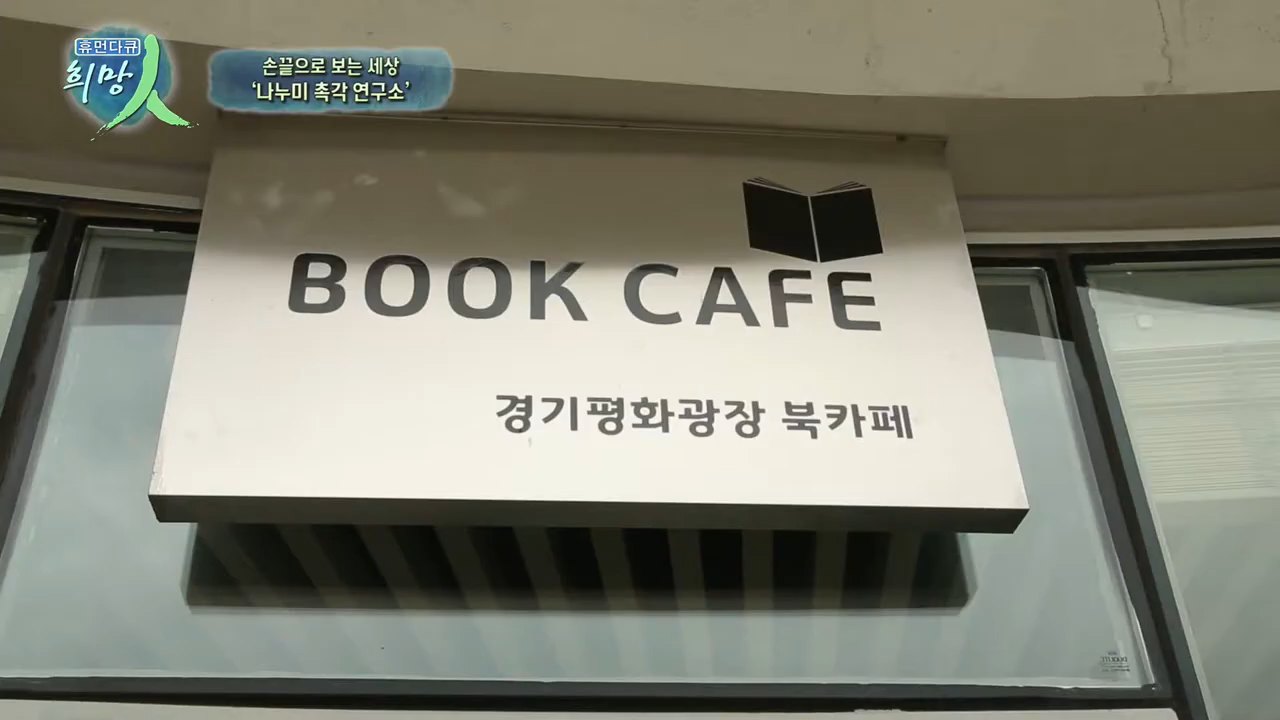 휴먼다큐
희망人
손끝으로 보는 세상
‘나누미 촉각 연구소’
BOOK CAFE
경기평화광장 북카페